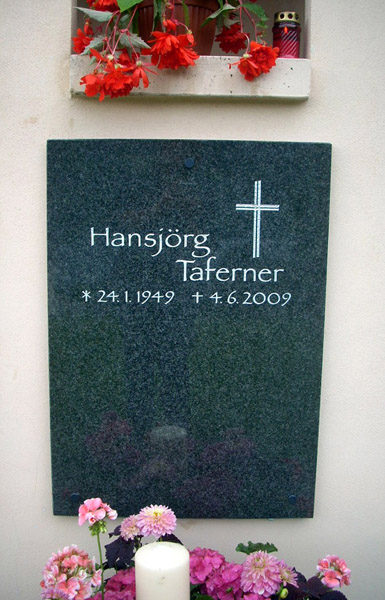 Hansjörg
Taferner
* 24.1.1949 † 4.6.2009